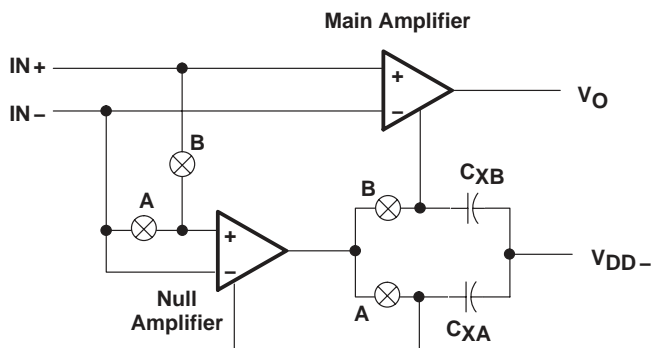 Main Amplifier
IN+
+
IN−
−
VO
B
B
CXB
A
+
−
VDD−
Null
Amplifier
A
CXA